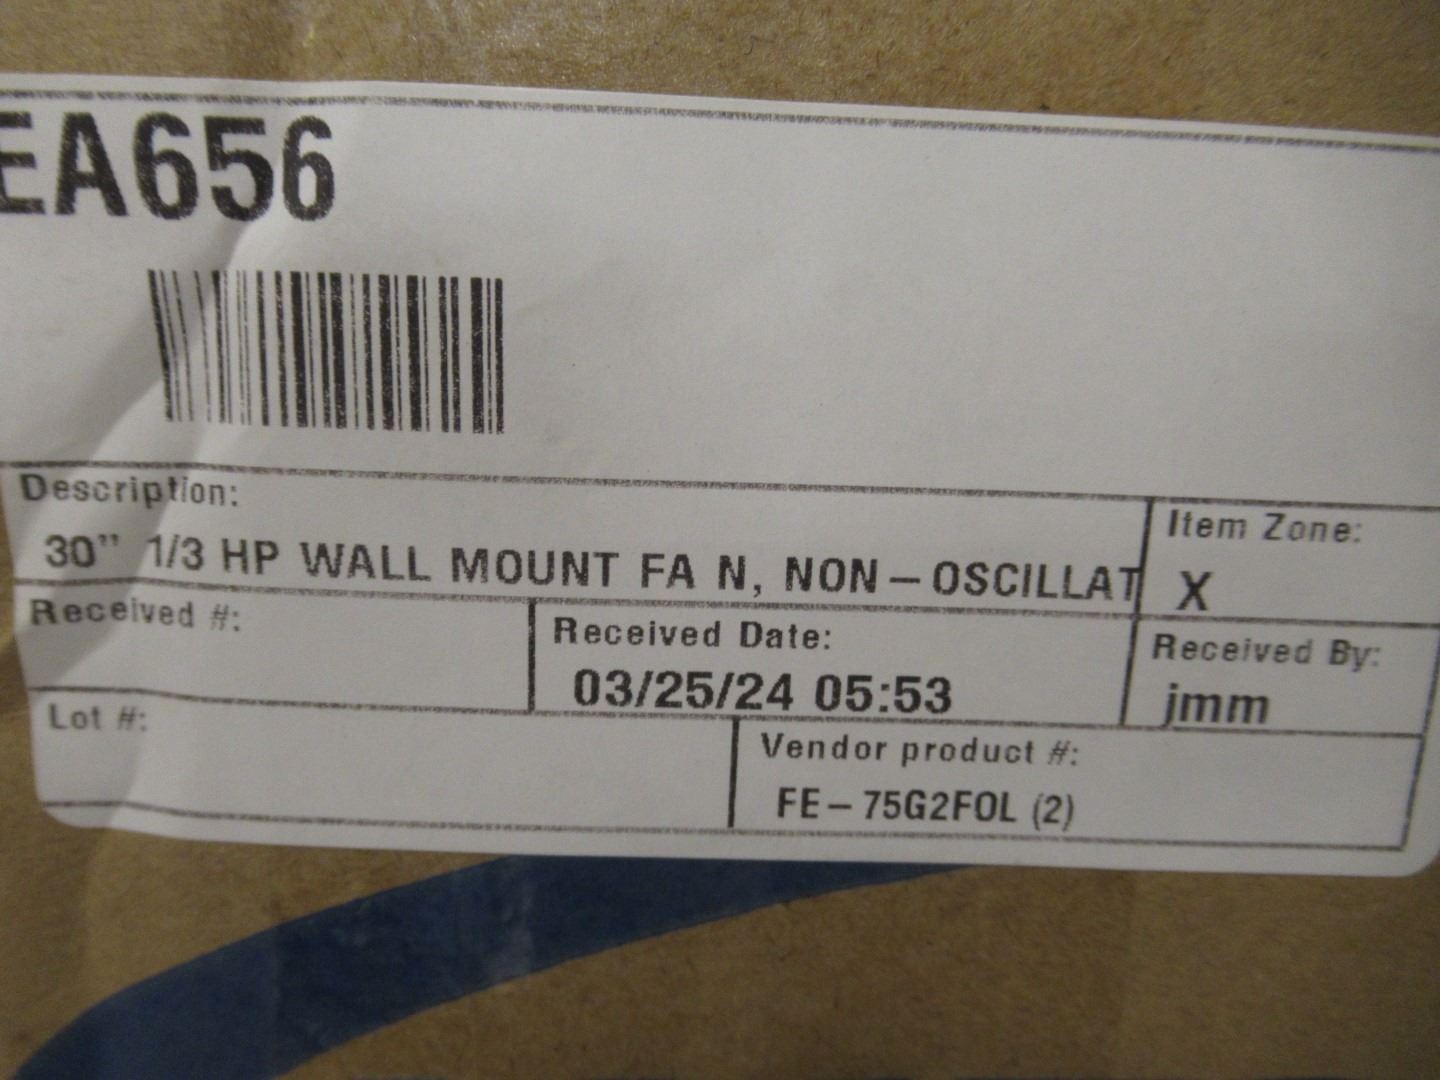 EA656
Description:
30" 1/3 HP WALL MOUNT FA N, NON-OSCILLAT
Item Zone:
X
Received #:
Received Date:
03/25/24 05:53
Received By:
jmm
Lot #:
Vendor product #:
FE-75G2FOL (2)